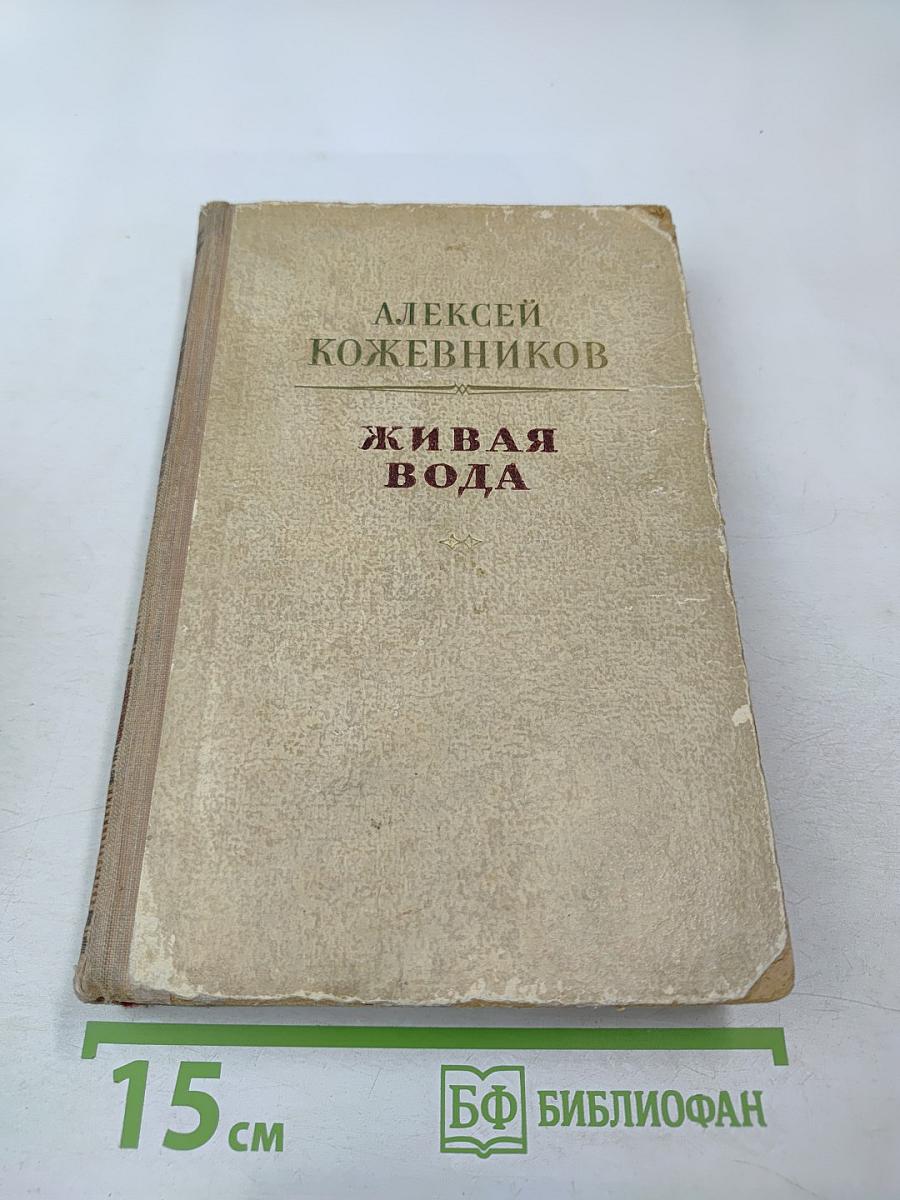 АЛЕКСЕЙ
КОЖЕВНИКОВ
ЖИВАЯ
ВОДА
15 см
БФ БИБЛИОФАН